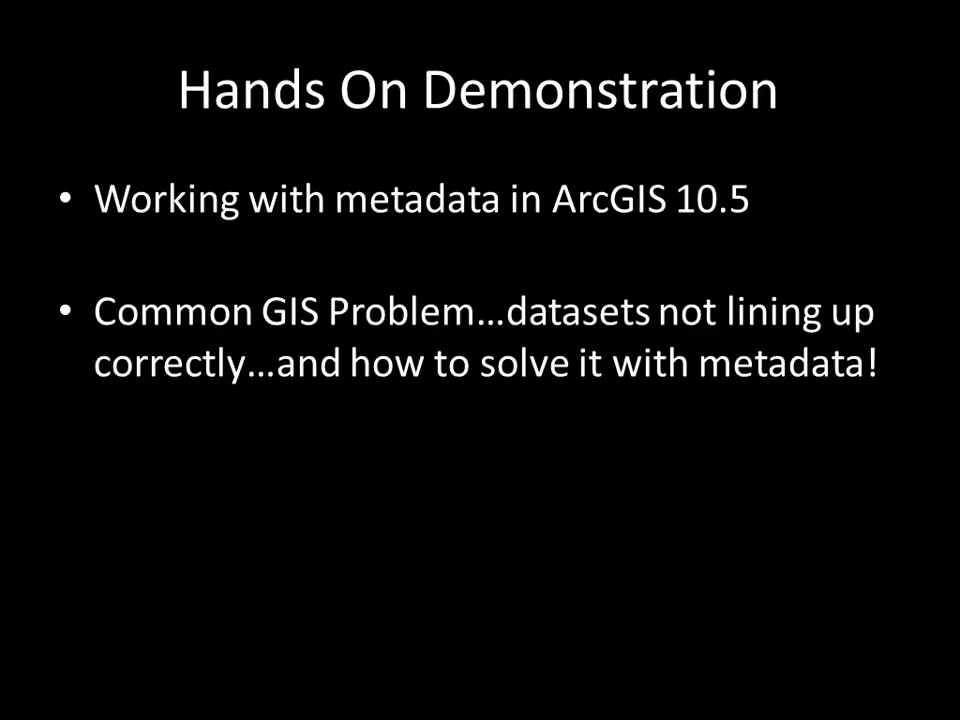 Hands On Demonstration
• Working with metadata in ArcGIS 10.5
• Common GIS Problem…datasets not lining up
correctly…and how to solve it with metadata!